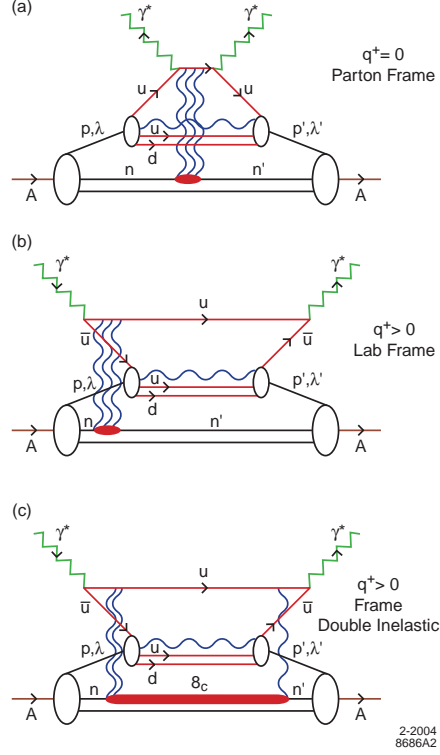 (a)
γ* γ*
q⁺= 0
Parton Frame
u u
p,λ u p',λ'
d
n n'
A A
(b)
γ* γ*
u
q⁺> 0
Lab Frame
u̅ u̅
p,λ u p',λ'
d
n n'
A A
(c)
γ* γ*
u
q⁺> 0
Frame
Double Inelastic
u̅ u̅
p,λ u p',λ'
d
8c
n n'
A A
2-2004
8686A2